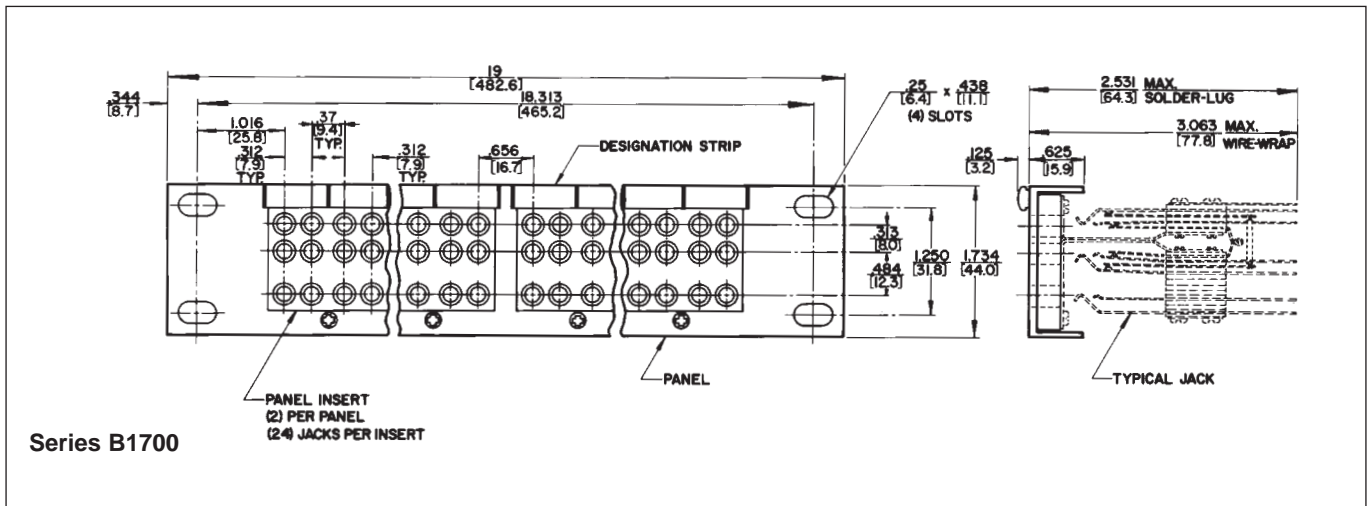 19
[482.6]
.344
[8.7]
18.313
[465.2]
.25 x .438
[6.4] [11.1]
(4) SLOTS
2.531 MAX.
[64.3] SOLDER-LUG
1.016
[25.8]
.37
[9.4]
TYP.
3.063 MAX.
[77.8] WIRE-WRAP
.312
[7.9]
TYP.
.312
[7.9]
TYP.
.656
[16.7]
DESIGNATION STRIP
.125
[3.2]
.625
[15.9]
.313
[8.0]
1.250
[31.8]
1.734
[44.0]
.484
[12.3]
PANEL
TYPICAL JACK
PANEL INSERT
(2) PER PANEL
(24) JACKS PER INSERT
Series B1700